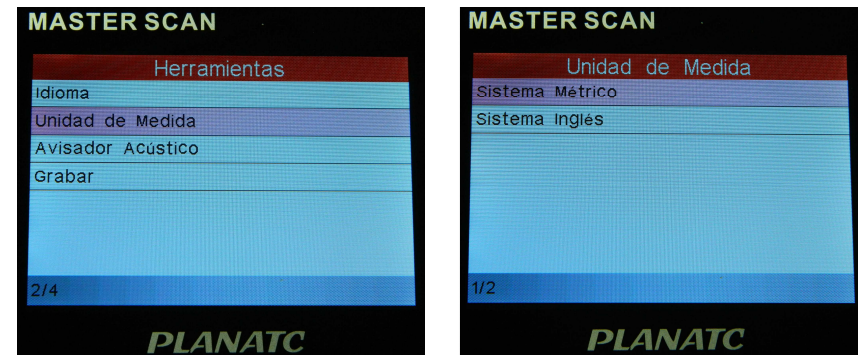 MASTER SCAN
Herramientas
Idioma
Unidad de Medida
Avisador Acústico
Grabar
2/4
PLANATC
MASTER SCAN
Unidad de Medida
Sistema Métrico
Sistema Inglés
1/2
PLANATC